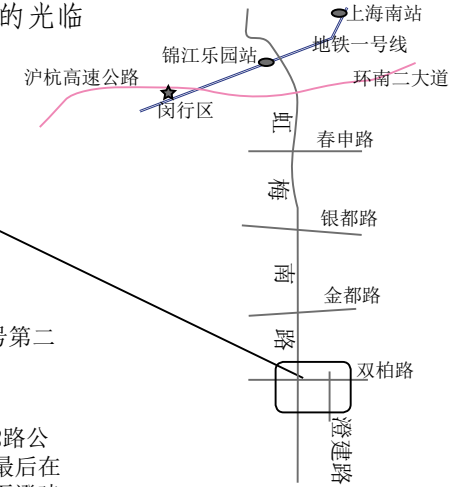 的光临
上海南站
地铁一号线
锦江乐园站
沪杭高速公路
环南二大道
闵行区
虹梅南路
春申路
银都路
金都路
号第二
双柏路
澄建路
路公
最后在